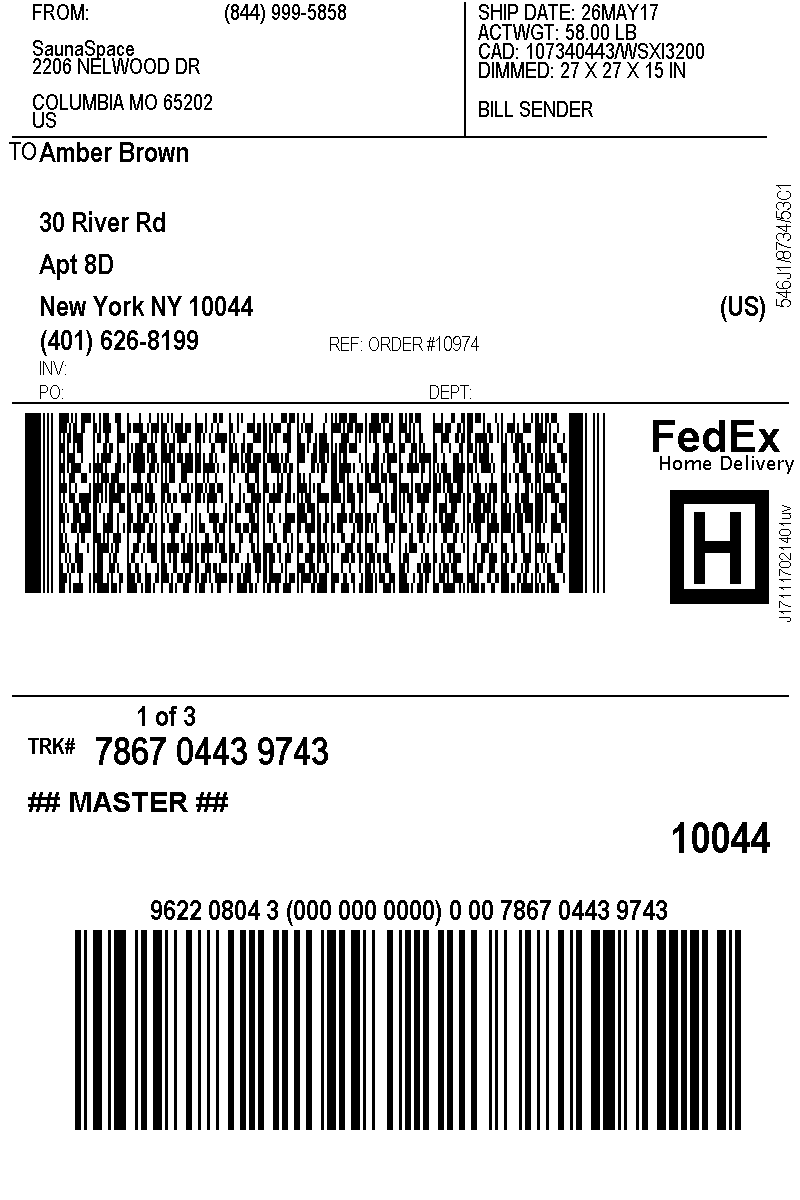 FROM: (844) 999-5858
SaunaSpace
2206 NELWOOD DR
COLUMBIA MO 65202
US
SHIP DATE: 26MAY17
ACTWGT: 58.00 LB
CAD: 107340443/WSXI3200
DIMMED: 27 X 27 X 15 IN
BILL SENDER
TO Amber Brown
30 River Rd
Apt 8D
New York NY 10044 (US)
(401) 626-8199 REF: ORDER #10974
INV:
PO: DEPT:
546J1/8734/53C1
FedEx
Home Delivery
H
J171117021401uv
1 of 3
TRK# 7867 0443 9743
## MASTER ##
10044
9622 0804 3 (000 000 0000) 0 00 7867 0443 9743